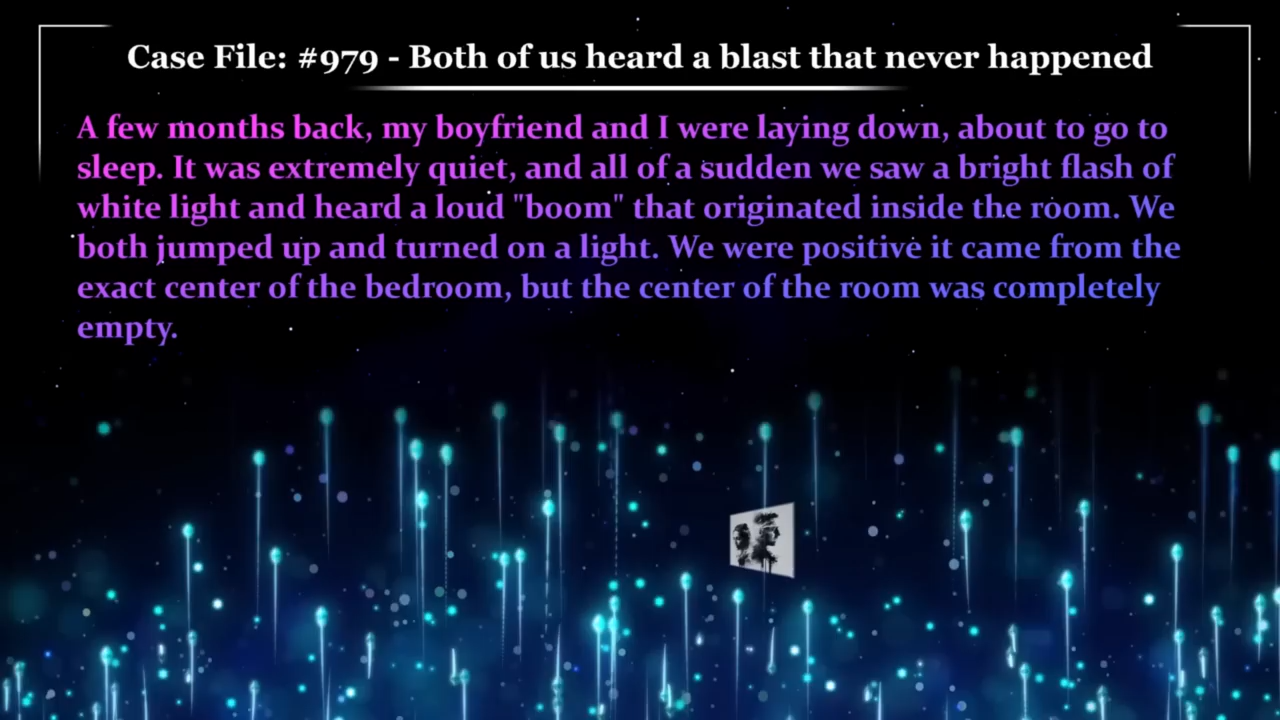 Case File: #979 - Both of us heard a blast that never happened
A few months back, my boyfriend and I were laying down, about to go to
sleep. It was extremely quiet, and all of a sudden we saw a bright flash of
white light and heard a loud "boom" that originated inside the room. We
both jumped up and turned on a light. We were positive it came from the
exact center of the bedroom, but the center of the room was completely
empty.